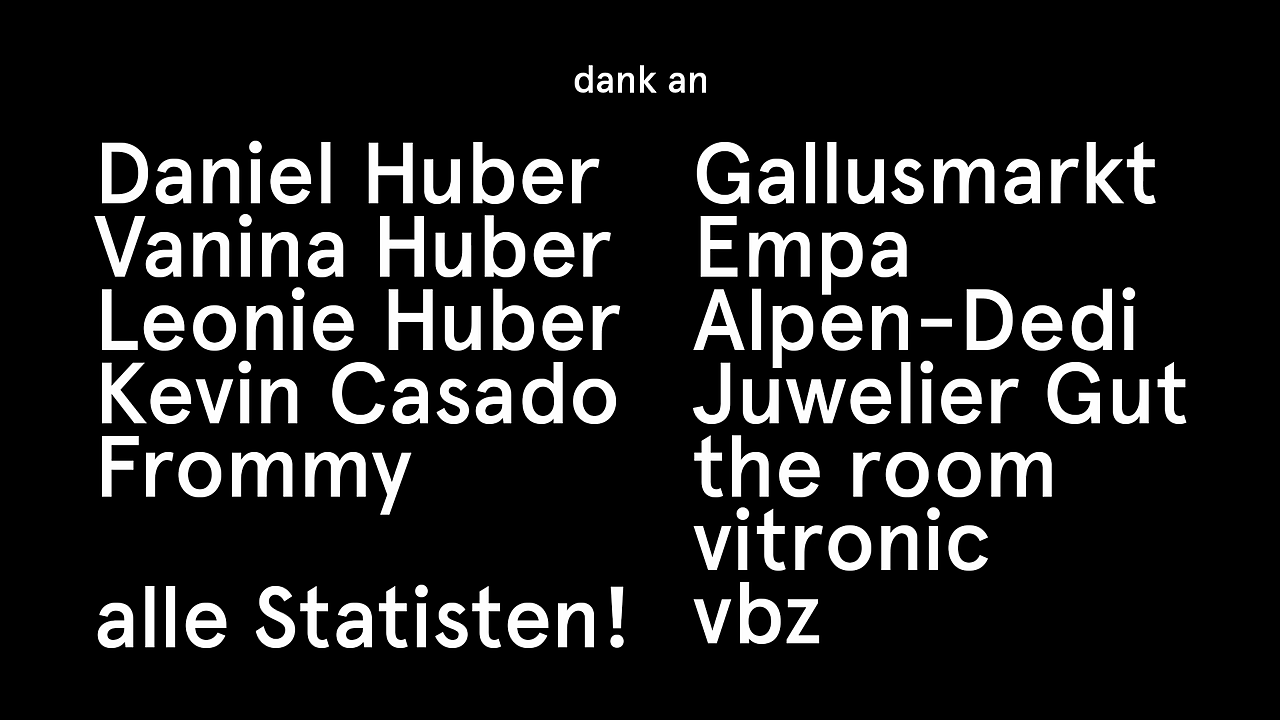 dank an
Daniel Huber
Vanina Huber
Leonie Huber
Kevin Casado
Frommy
alle Statisten!
Gallusmarkt
Empa
Alpen-Dedi
Juwelier Gut
the room
vitronic
vbz